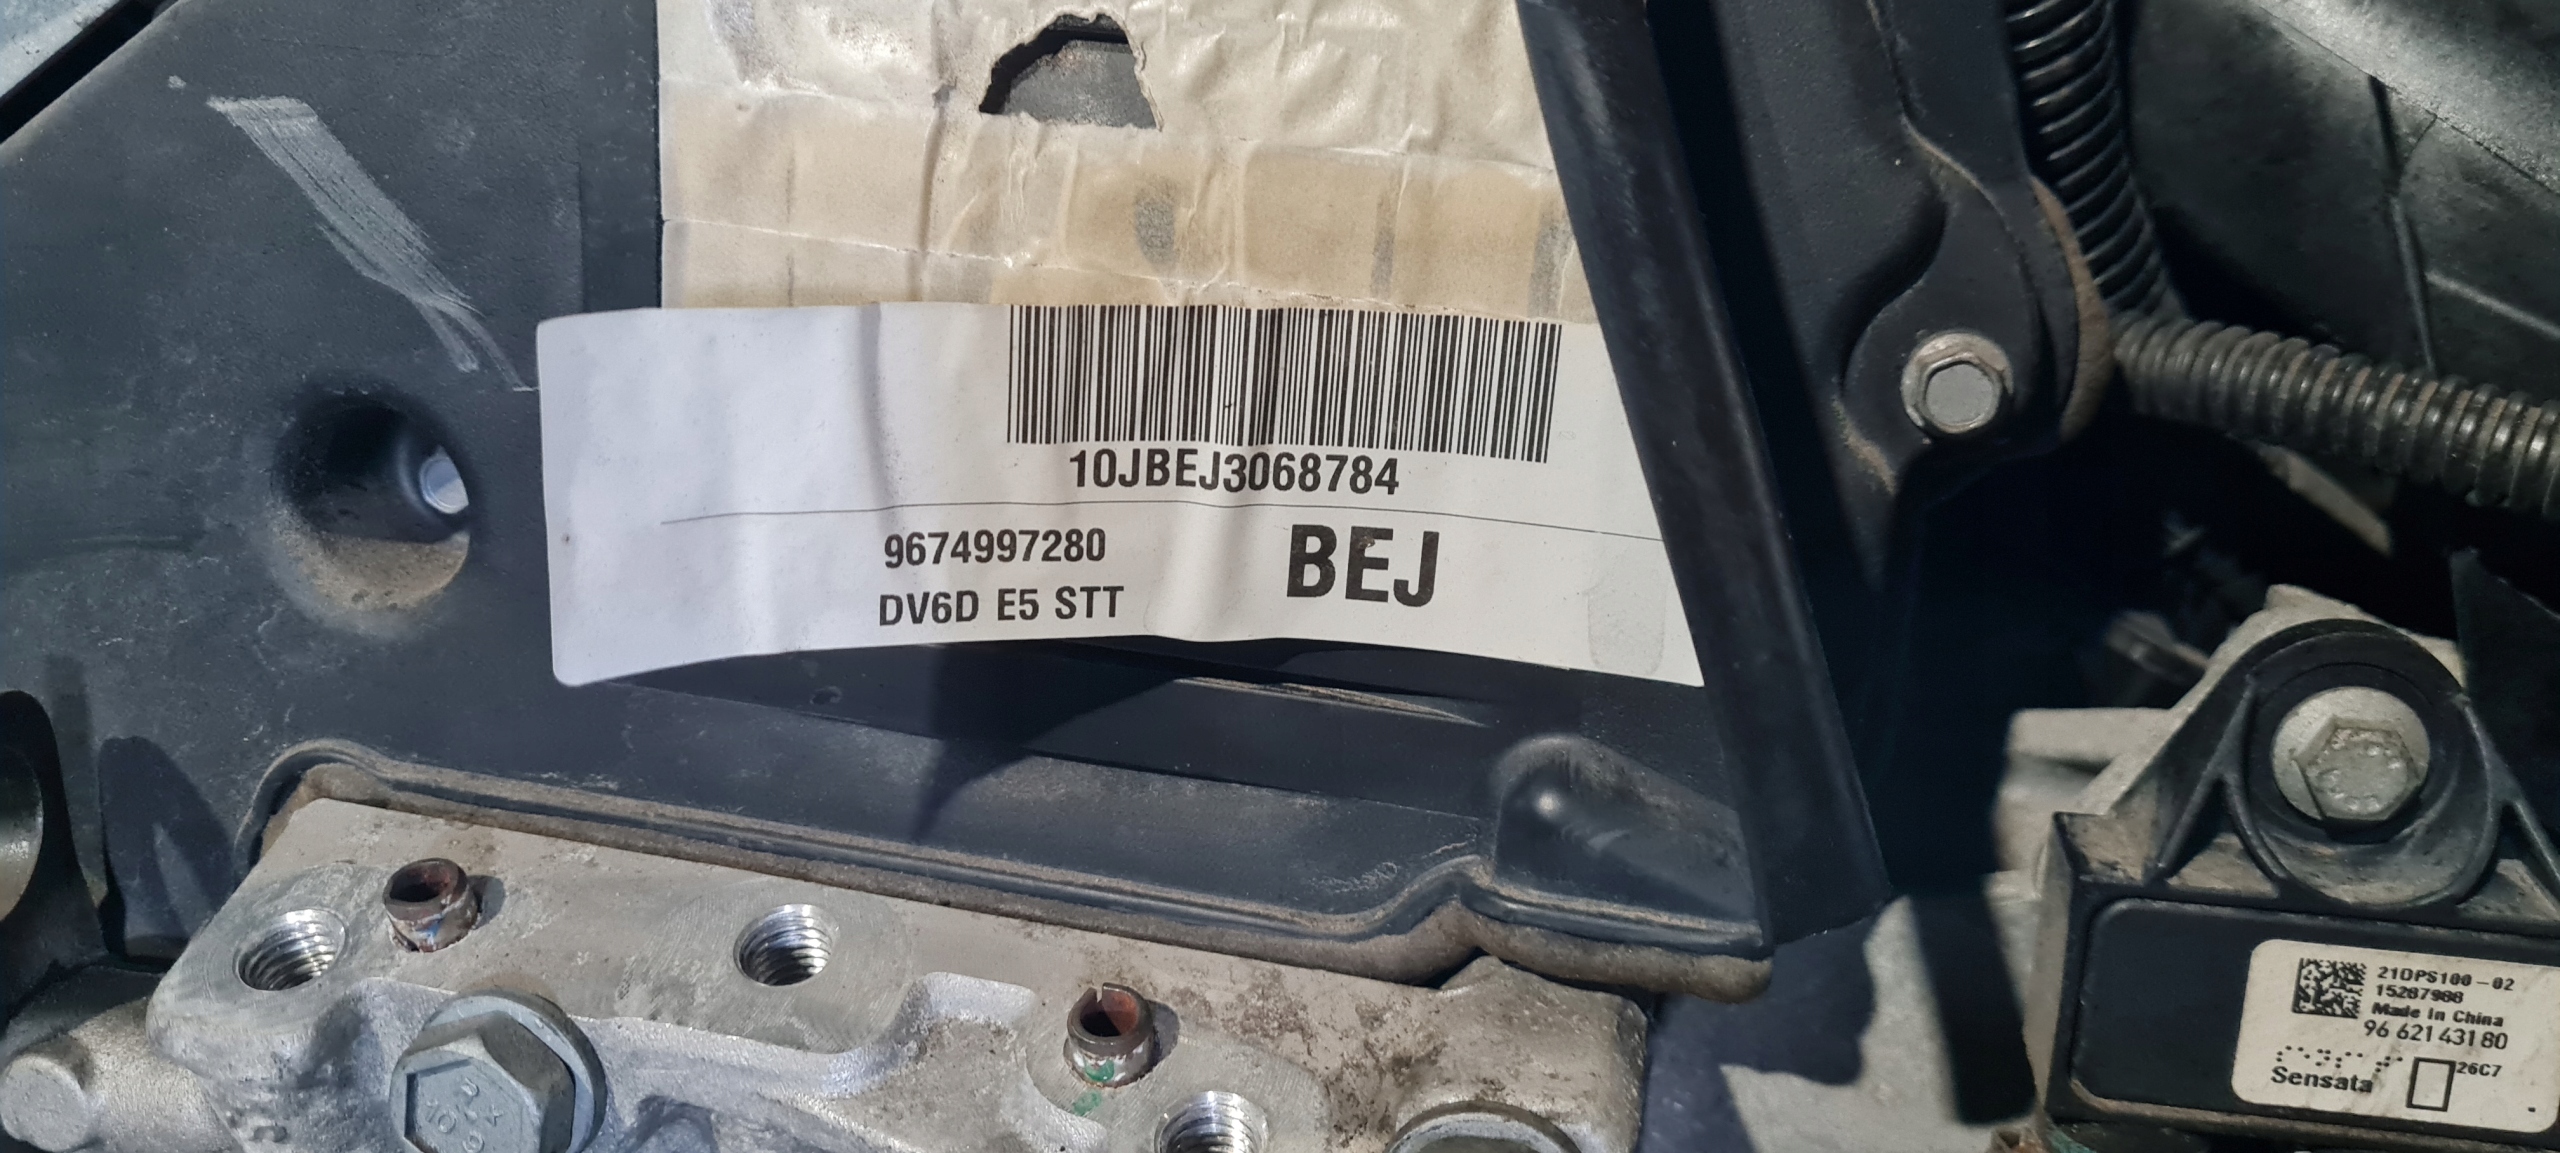 10JBEJ3068784
9674997280
DV6D E5 STT
BEJ
21DPS100-02
15287988
Made in China
96 621 431 80
Sensata
26C7